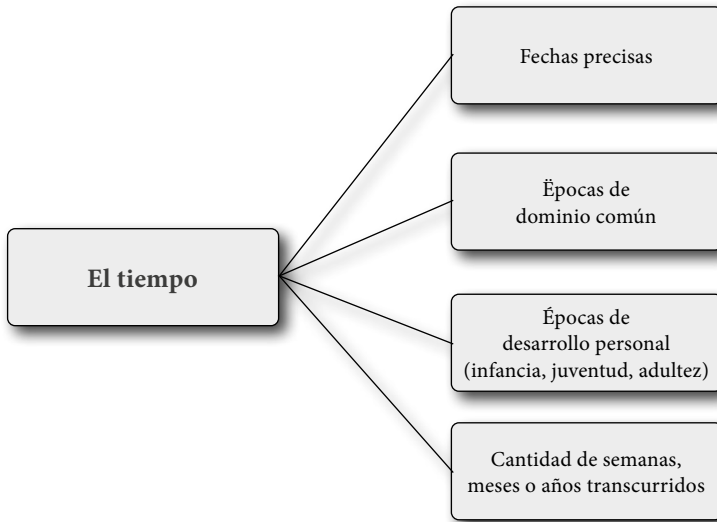 Fechas precisas
Ëpocas de
dominio común
El tiempo
Épocas de
desarrollo personal
(infancia, juventud, adultez)
Cantidad de semanas,
meses o años transcurridos